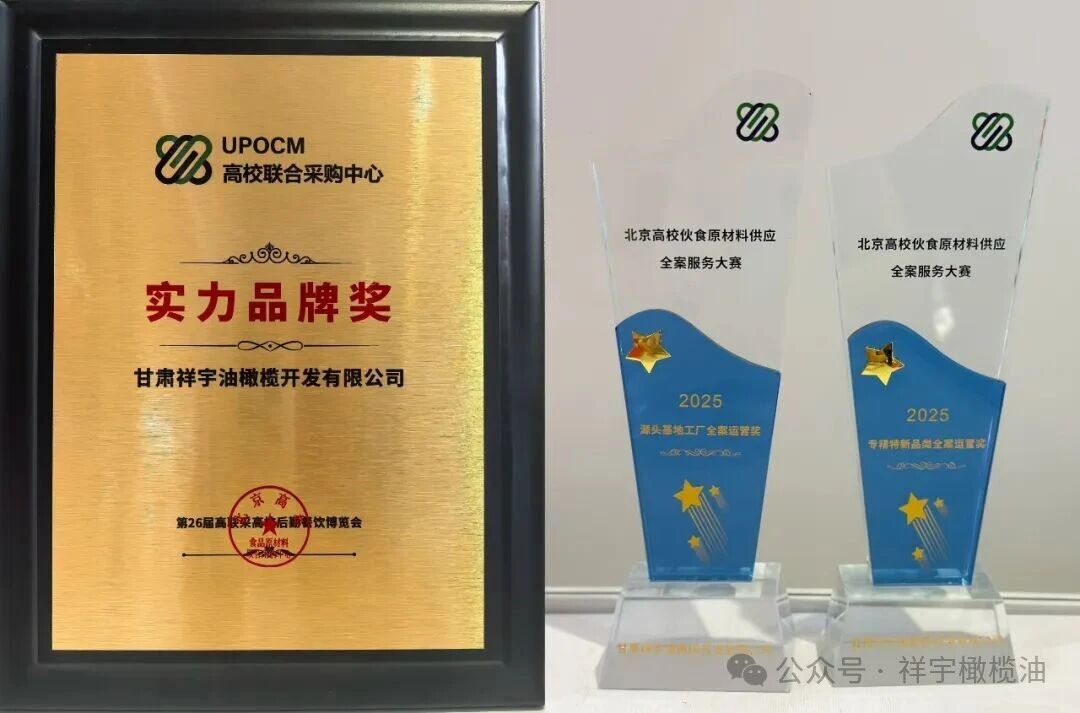 UPOCM
高校联合采购中心
实力品牌奖
甘肃祥宇油橄榄开发有限公司
第26届高联采高校后勤餐饮博览会
食品原材料
北京高校伙食原材料供应
全案服务大赛
2025
源头基地工厂全案运营奖
北京高校伙食原材料供应
全案服务大赛
2025
专精特新品类全案运营奖
公众号·祥宇橄榄油